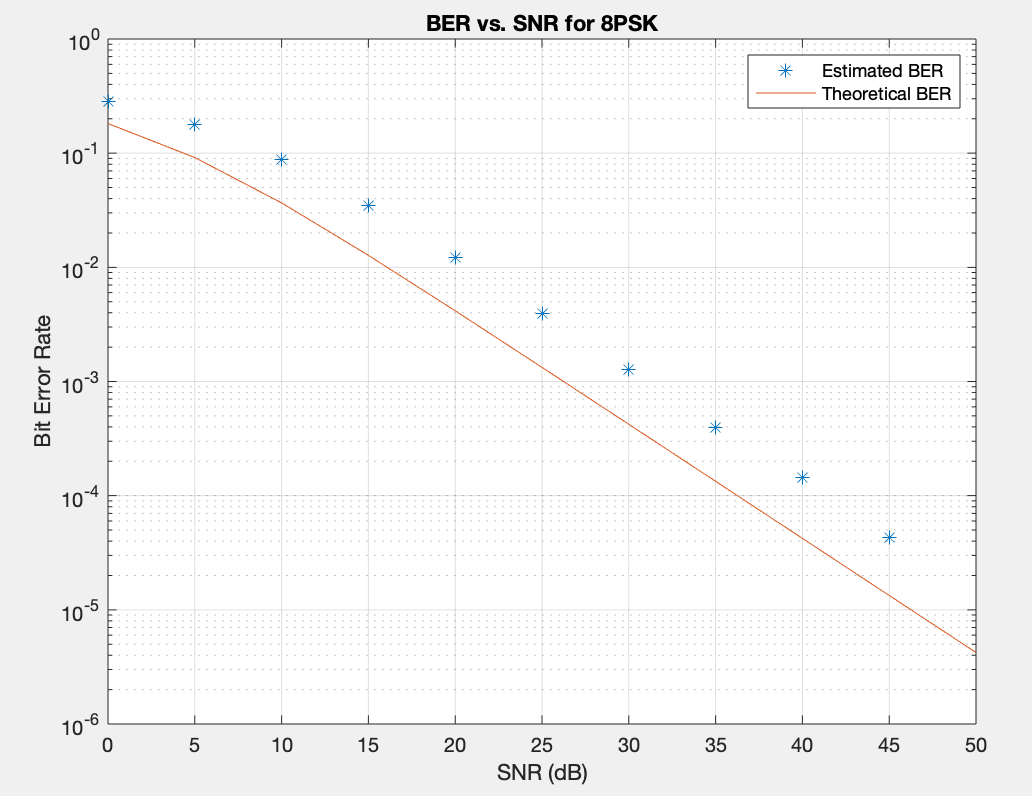 BER vs. SNR for 8PSK
Estimated BER
Theoretical BER
10^0
10^-1
10^-2
10^-3
10^-4
10^-5
10^-6
Bit Error Rate
0 5 10 15 20 25 30 35 40 45 50
SNR (dB)